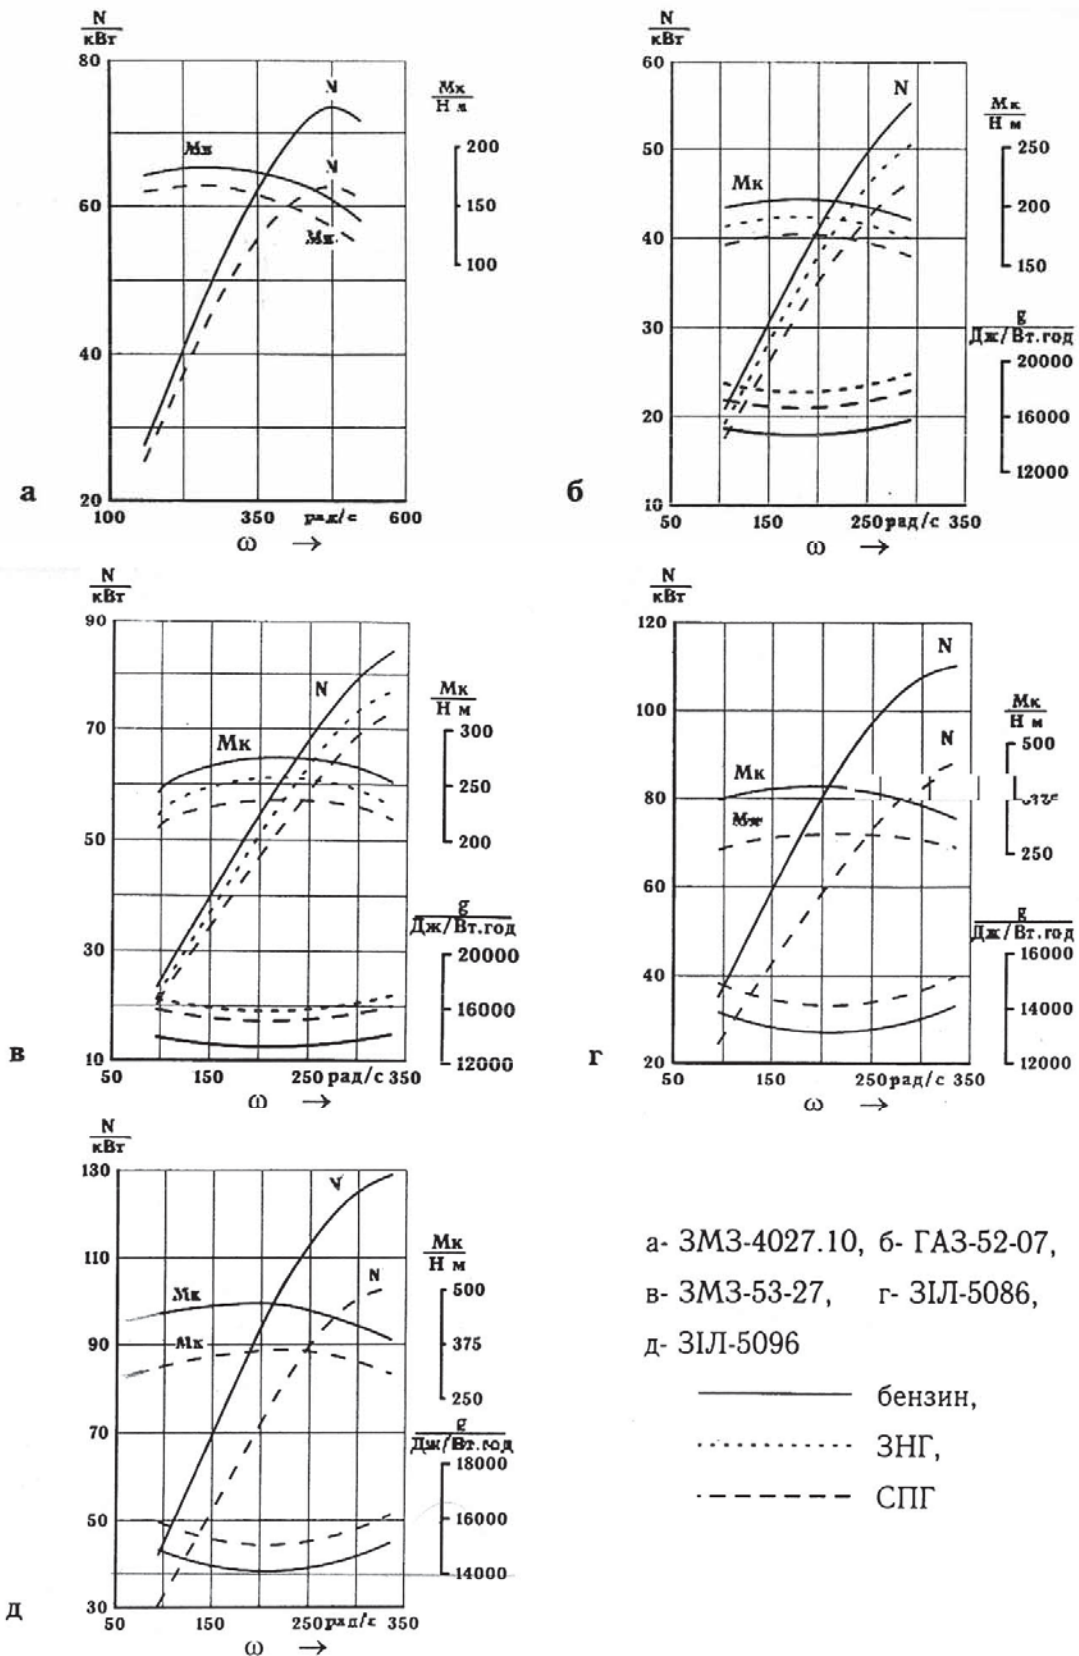 N
кВт
80
60
40
20
N
N
Мк
Мк
Мк
Н м
200
150
100
а
100 350 рад/с 600
ω →
N
кВт
60
50
40
30
20
10
N
Мк
Мк
Н м
250
200
150
g
Дж/Вт.год
20000
16000
12000
б
50 150 250 рад/с 350
ω →
N
кВт
90
70
50
30
10
N
Мк
Мк
Н м
300
250
200
g
Дж/Вт.год
20000
16000
12000
в
50 150 250 рад/с 350
ω →
N
кВт
120
100
80
60
40
20
N
N
Мк
Мк
Мк
Н м
500
250
g
Дж/Вт.год
16000
14000
12000
г
50 150 250 рад/с 350
ω →
N
кВт
130
110
90
70
50
30
N
N
Мк
Мк
Мк
Н м
500
375
250
g
Дж/Вт.год
18000
16000
14000
д
50 150 250 рад/с 350
ω →
а- ЗМЗ-4027.10, б- ГАЗ-52-07,
в- ЗМЗ-53-27, г- ЗІЛ-5086,
д- ЗІЛ-5096
бензин,
ЗНГ,
СПГ